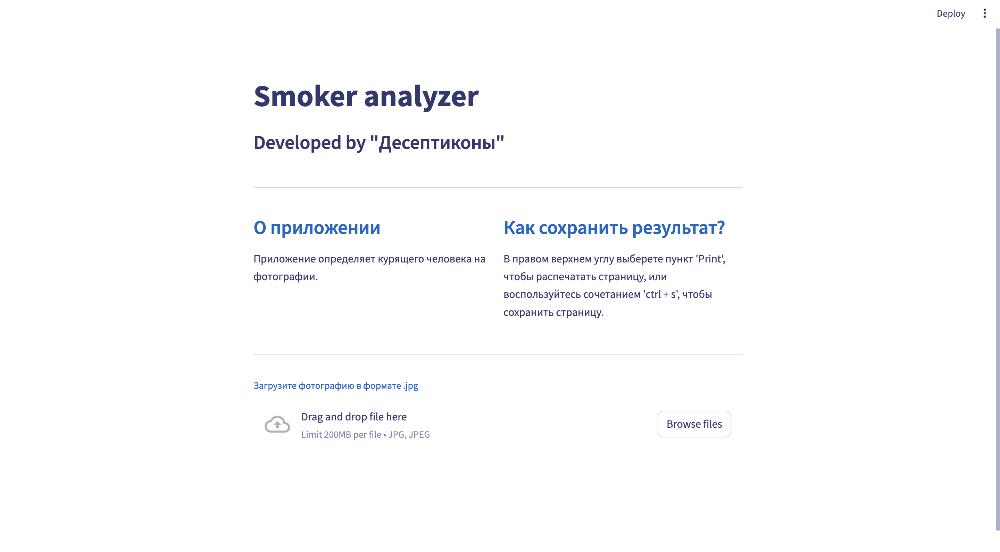 Deploy
Smoker analyzer
Developed by "Десептиконы"
О приложении
Приложение определяет курящего человека на
фотографии.
Как сохранить результат?
В правом верхнем углу выберете пункт 'Print',
чтобы распечатать страницу, или
воспользуйтесь сочетанием 'ctrl + s', чтобы
сохранить страницу.
Загрузите фотографию в формате .jpg
Drag and drop file here
Limit 200MB per file • JPG, JPEG
Browse files